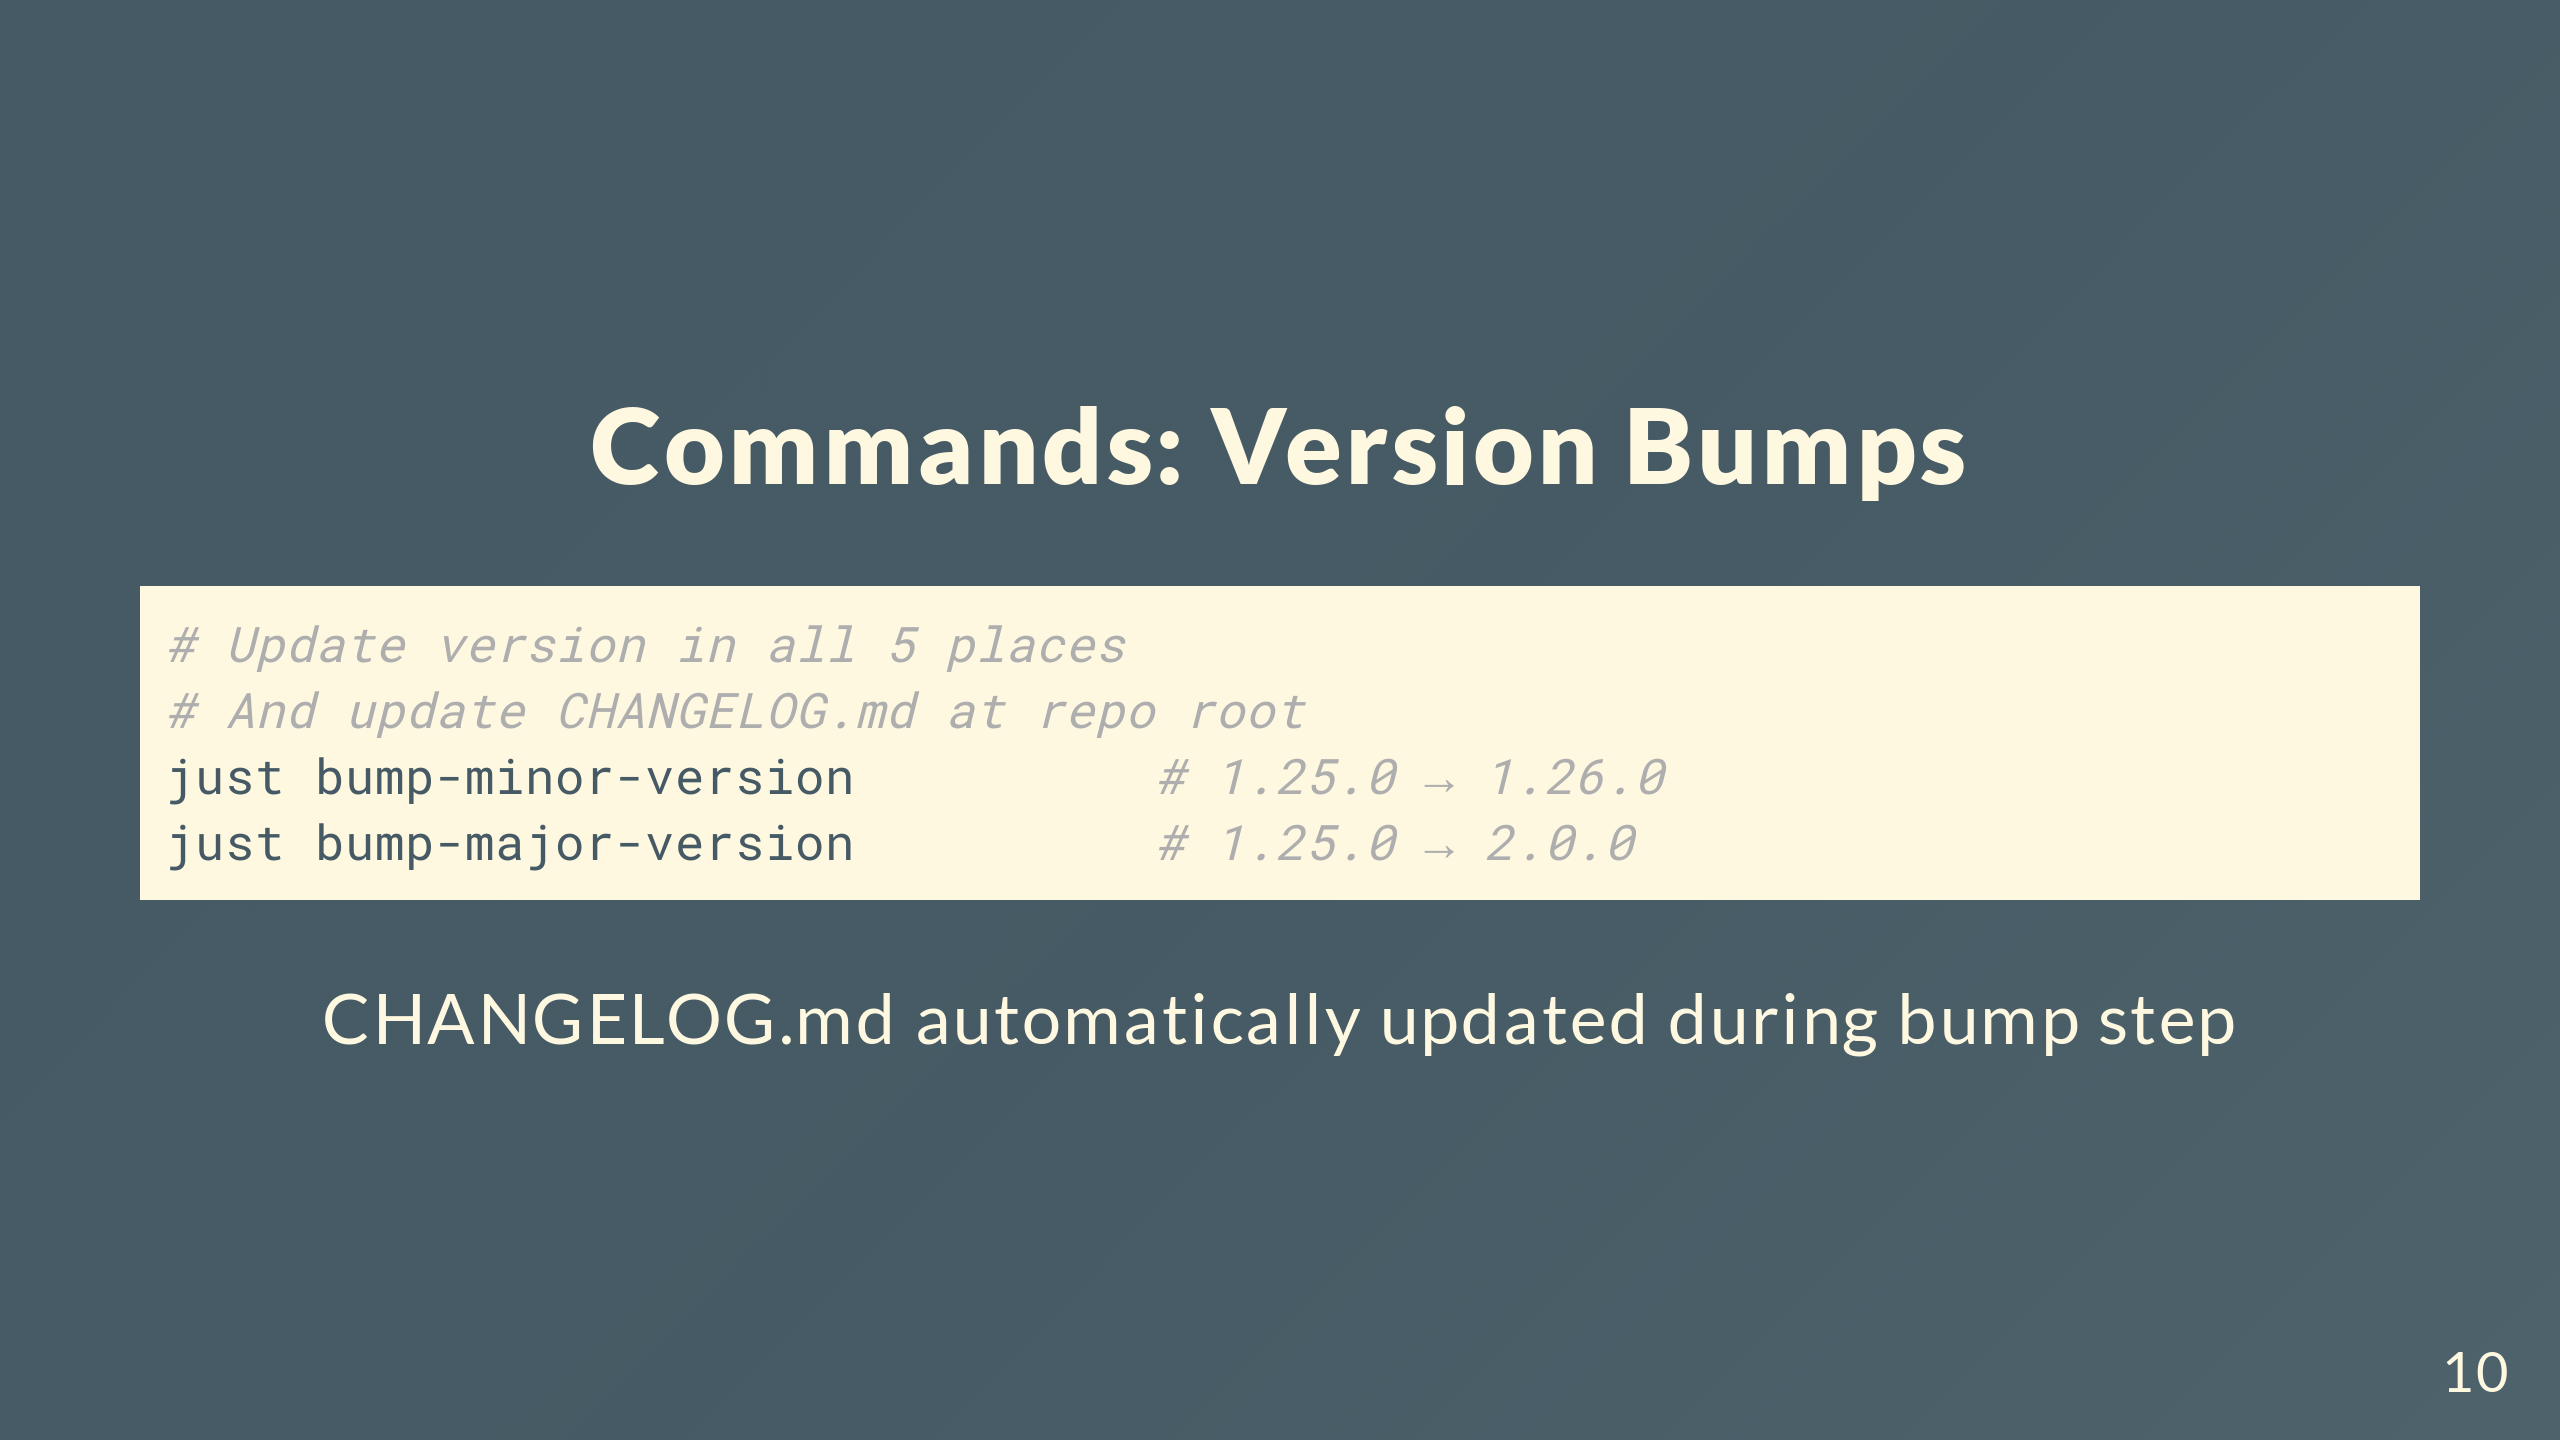 Commands: Version Bumps
# Update version in all 5 places
# And update CHANGELOG.md at repo root
just bump-minor-version          # 1.25.0 → 1.26.0
just bump-major-version          # 1.25.0 → 2.0.0
CHANGELOG.md automatically updated during bump step
10